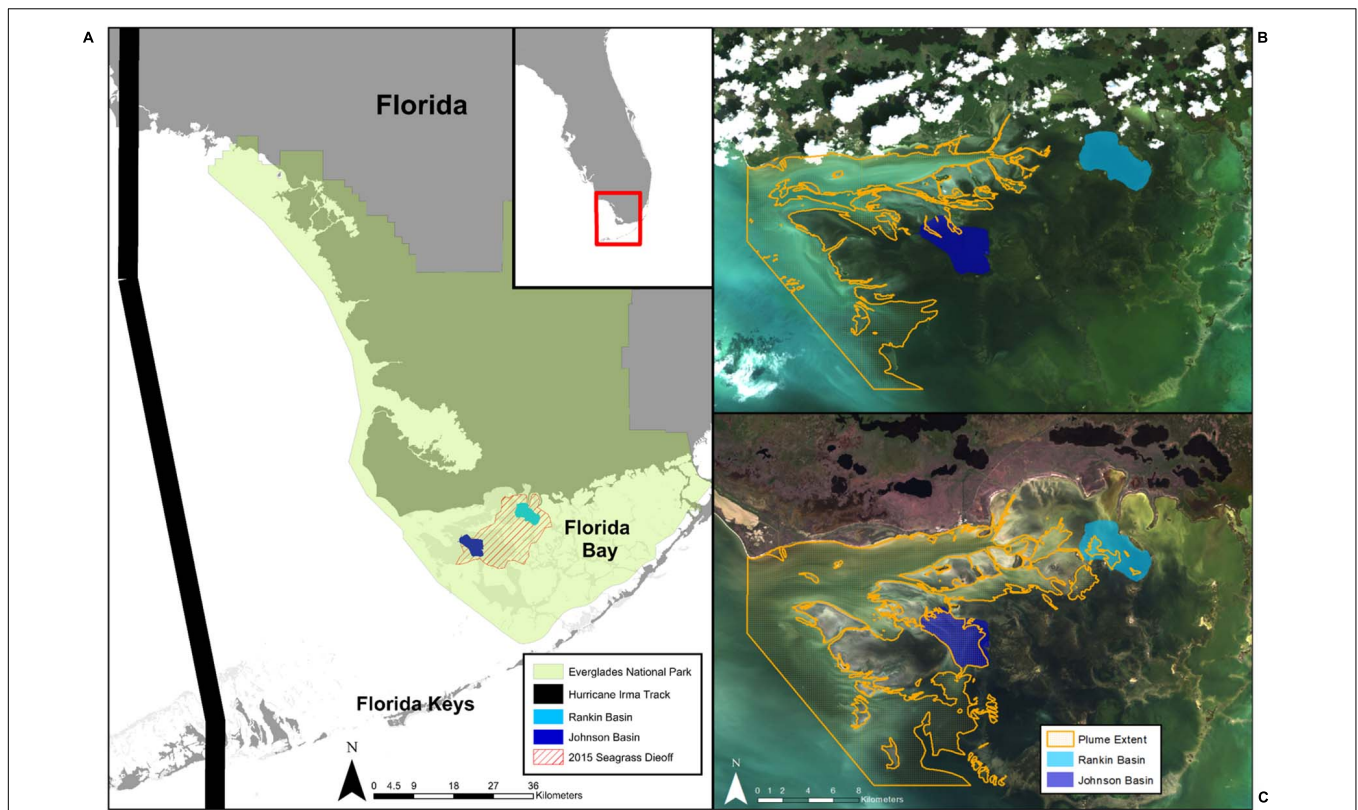 A
Florida
Florida
Bay
Florida Keys
Everglades National Park
Hurricane Irma Track
Rankin Basin
Johnson Basin
2015 Seagrass Dieoff
N
0 4.5 9 18 27 36
Kilometers
B
Plume Extent
Rankin Basin
Johnson Basin
N
0 1 2 4 6 8
Kilometers
C